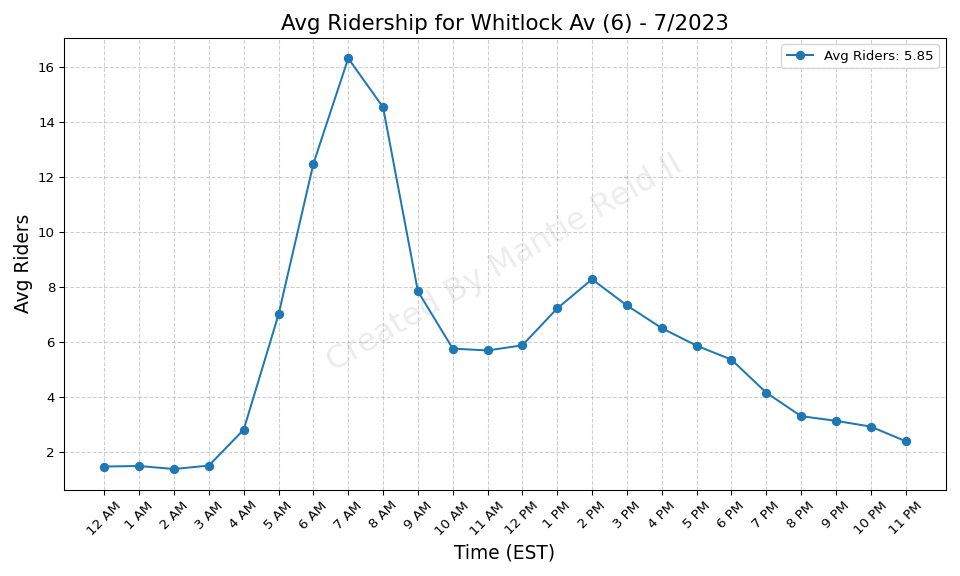 Avg Ridership for Whitlock Av (6) - 7/2023
Avg Riders: 5.85
16
14
12
10
8
6
4
2
Avg Riders
Created By Mantle Reid II
12 AM
1 AM
2 AM
3 AM
4 AM
5 AM
6 AM
7 AM
8 AM
9 AM
10 AM
11 AM
12 PM
1 PM
2 PM
3 PM
4 PM
5 PM
6 PM
7 PM
8 PM
9 PM
10 PM
11 PM
Time (EST)